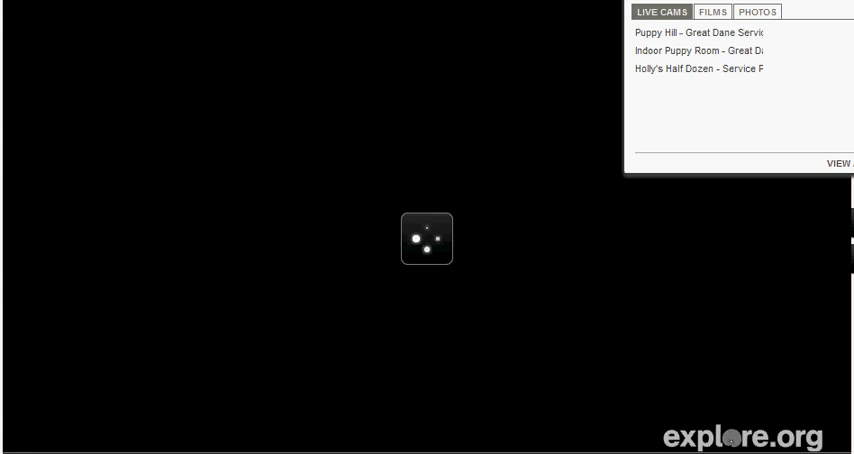 LIVE CAMS FILMS PHOTOS
Puppy Hill - Great Dane Servic
Indoor Puppy Room - Great Da
Holly's Half Dozen - Service P
VIEW
explore.org